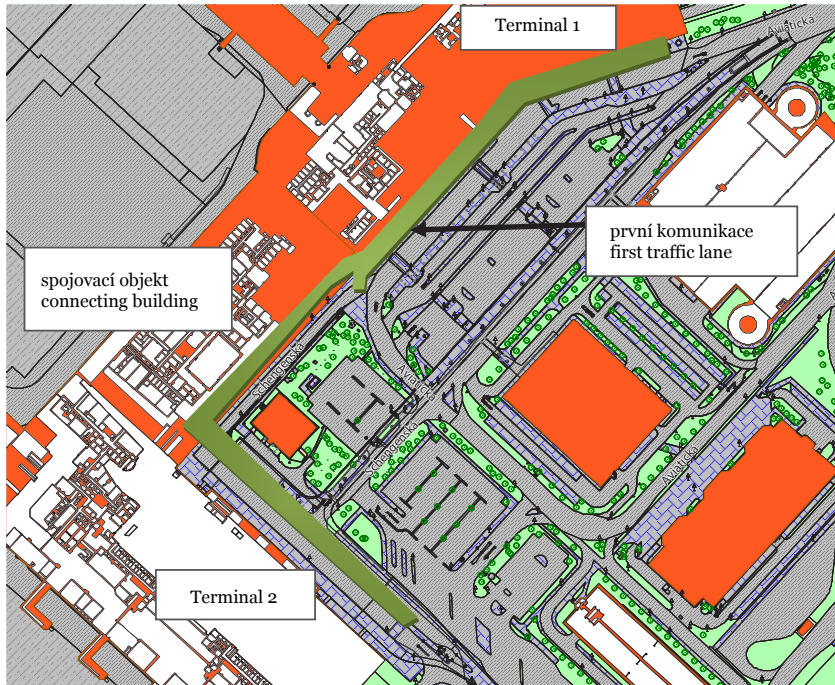 Terminal 1
Aviatická
první komunikace
first traffic lane
spojovací objekt
connecting building
Schengenská
Aviatická
Schengenská
Aviatická
Terminal 2